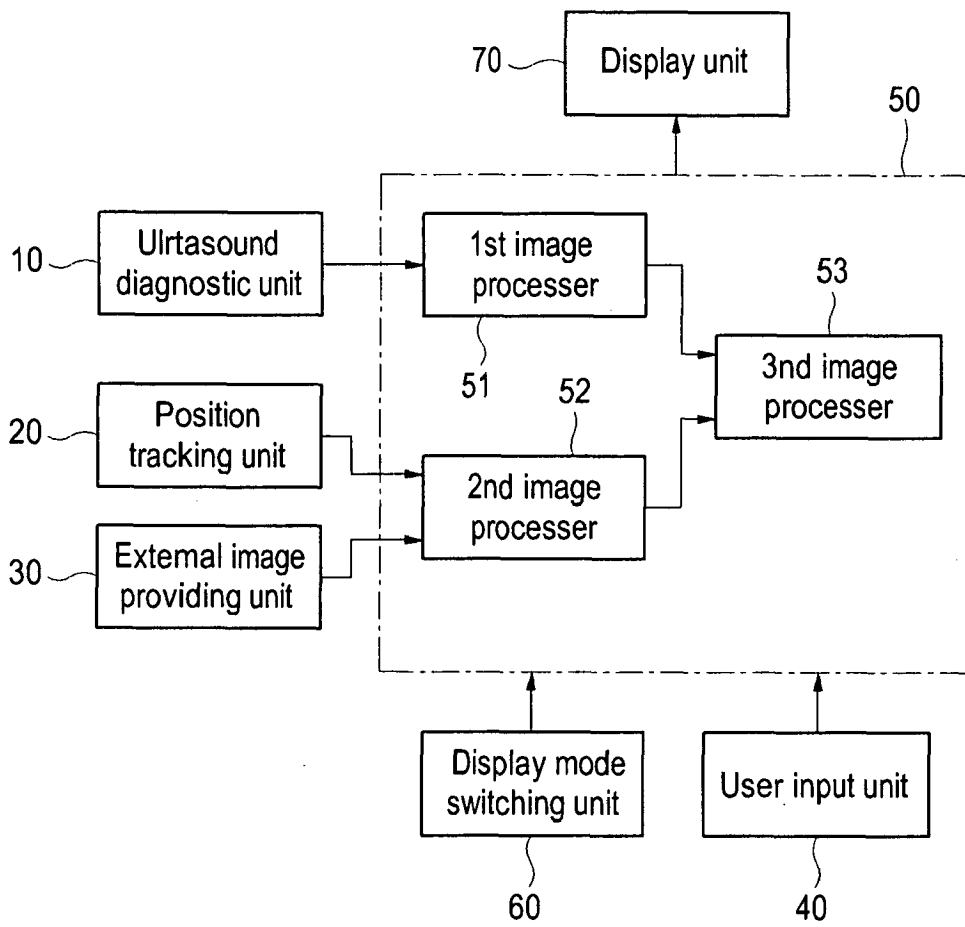 70
Display unit
50
10
Ulrtasound
diagnostic unit
1st image
processer
51
53
3nd image
processer
20
Position
tracking unit
52
2nd image
processer
30
External image
providing unit
Display mode
switching unit
User input unit
60
40